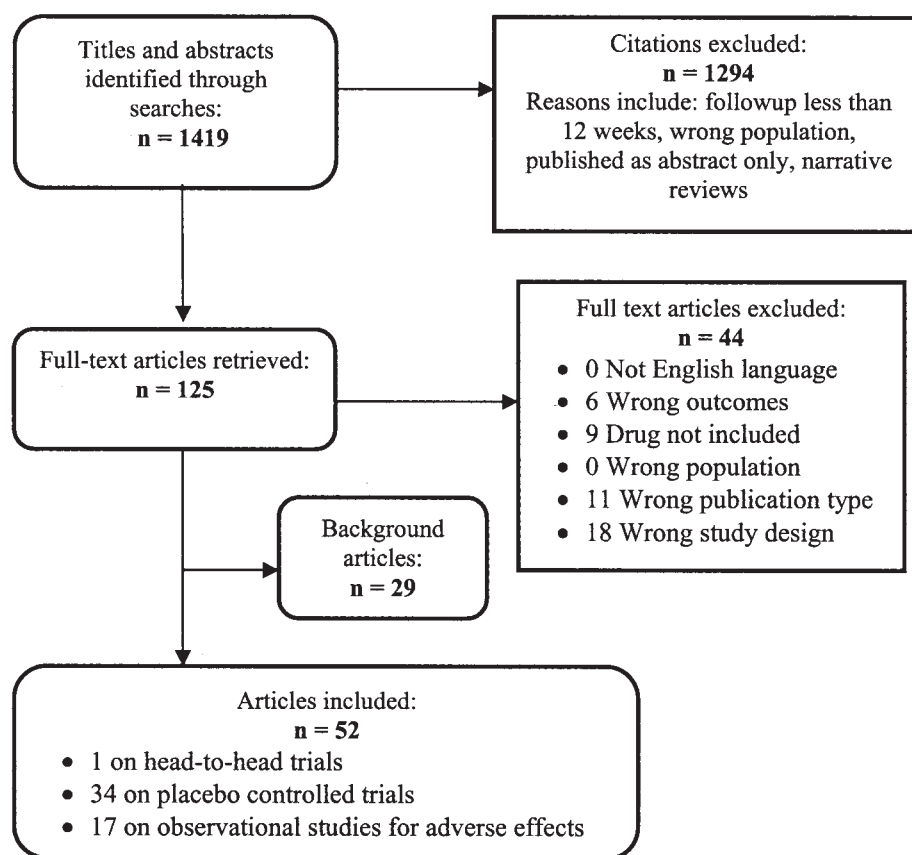 Titles and abstracts
identified through
searches:
n = 1419
Citations excluded:
n = 1294
Reasons include: followup less than
12 weeks, wrong population,
published as abstract only, narrative
reviews
Full-text articles retrieved:
n = 125
Full text articles excluded:
n = 44
• 0 Not English language
• 6 Wrong outcomes
• 9 Drug not included
• 0 Wrong population
• 11 Wrong publication type
• 18 Wrong study design
Background
articles:
n = 29
Articles included:
n = 52
• 1 on head-to-head trials
• 34 on placebo controlled trials
• 17 on observational studies for adverse effects